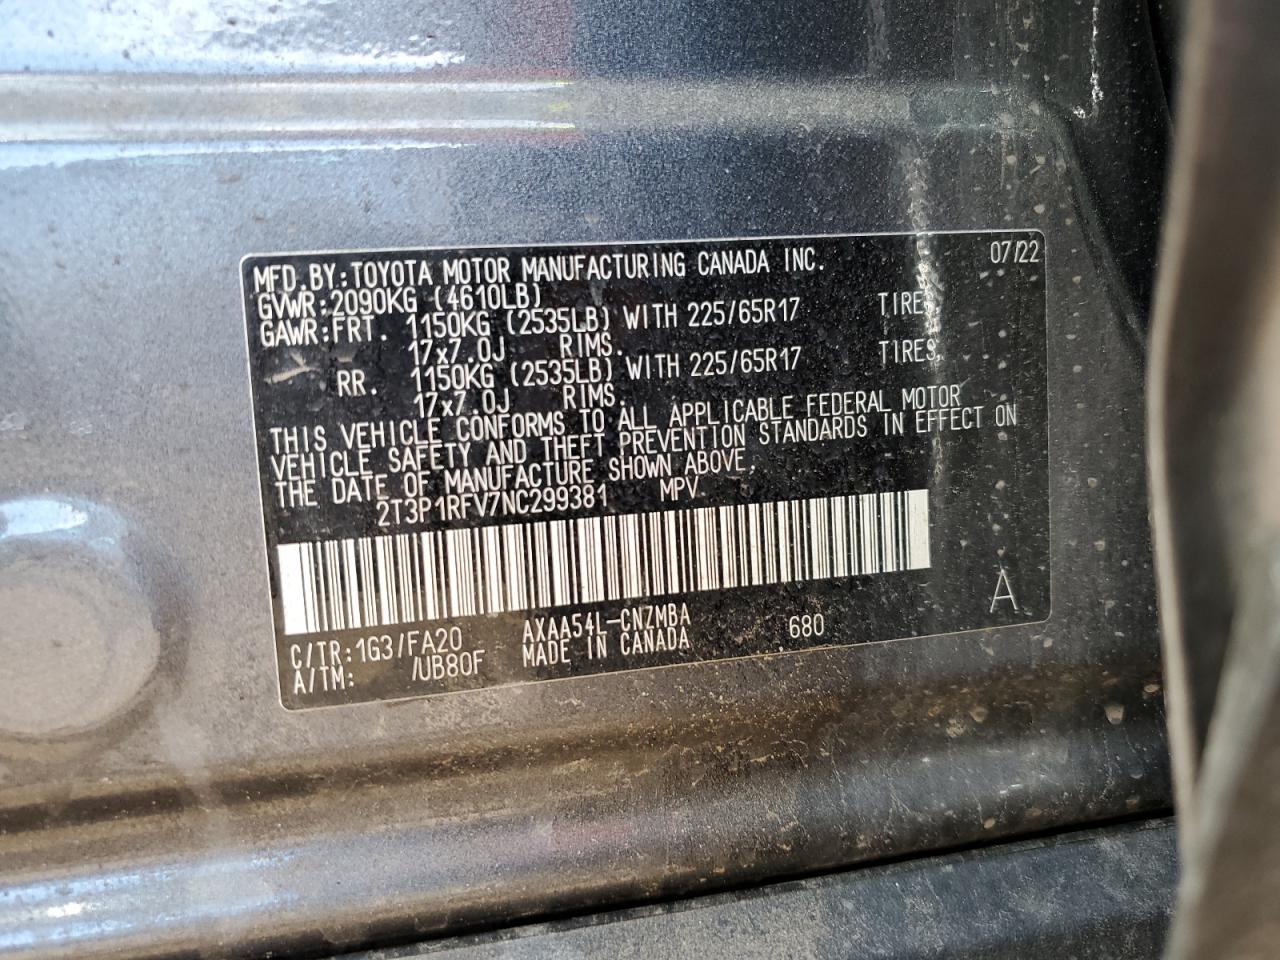 MFD.BY:TOYOTA MOTOR MANUFACTURING CANADA INC. 07/22
GVWR:2090KG (4610LB)
GAWR:FRT. 1150KG (2535LB) WITH 225/65R17 TIRES,
17x7.0J RIMS.
RR. 1150KG (2535LB) WITH 225/65R17 TIRES,
17x7.0J RIMS.
THIS VEHICLE CONFORMS TO ALL APPLICABLE FEDERAL MOTOR
VEHICLE SAFETY AND THEFT PREVENTION STANDARDS IN EFFECT ON
THE DATE OF MANUFACTURE SHOWN ABOVE.
2T3P1RFV7NC299381 MPV
C/TR:1G3/FA20 AXAA54L-CNZMBA 680 A
A/TM: /UB80F MADE IN CANADA